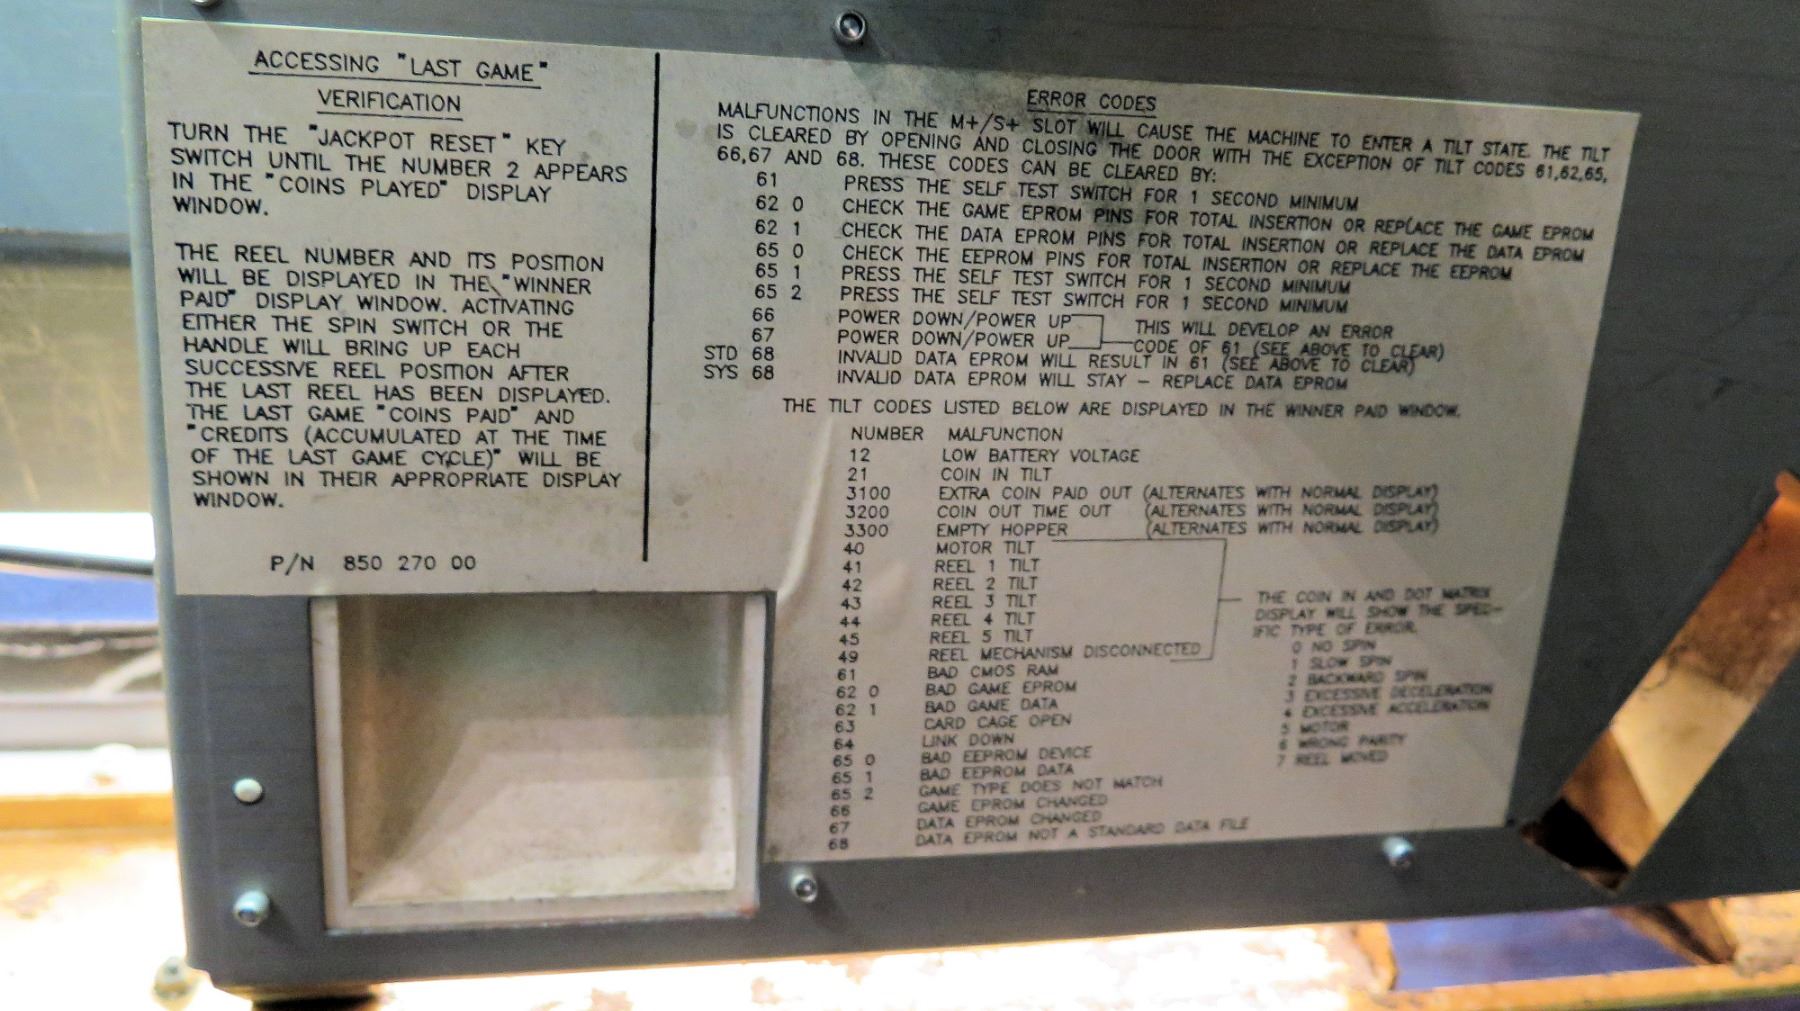 ACCESSING "LAST GAME"
VERIFICATION
TURN THE "JACKPOT RESET" KEY
SWITCH UNTIL THE NUMBER 2 APPEARS
IN THE "COINS PLAYED" DISPLAY
WINDOW.
THE REEL NUMBER AND ITS POSITION
WILL BE DISPLAYED IN THE "WINNER
PAID" DISPLAY WINDOW. ACTIVATING
EITHER THE SPIN SWITCH OR THE
HANDLE WILL BRING UP EACH
SUCCESSIVE REEL POSITION AFTER
THE LAST REEL HAS BEEN DISPLAYED.
THE LAST GAME "COINS PAID" AND
"CREDITS (ACCUMULATED AT THE TIME
OF THE LAST GAME CYCLE)" WILL BE
SHOWN IN THEIR APPROPRIATE DISPLAY
WINDOW.
P/N 850 270 00
ERROR CODES
MALFUNCTIONS IN THE M+/S+ SLOT WILL CAUSE THE MACHINE TO ENTER A TILT STATE. THE TILT
IS CLEARED BY OPENING AND CLOSING THE DOOR WITH THE EXCEPTION OF TILT CODES 61,62,65,
66,67 AND 68. THESE CODES CAN BE CLEARED BY:
61 PRESS THE SELF TEST SWITCH FOR 1 SECOND MINIMUM
62 0 CHECK THE GAME EPROM PINS FOR TOTAL INSERTION OR REPLACE THE GAME EPROM
62 1 CHECK THE DATA EPROM PINS FOR TOTAL INSERTION OR REPLACE THE DATA EPROM
65 0 CHECK THE EEPROM PINS FOR TOTAL INSERTION OR REPLACE THE EEPROM
65 1 PRESS THE SELF TEST SWITCH FOR 1 SECOND MINIMUM
65 2 PRESS THE SELF TEST SWITCH FOR 1 SECOND MINIMUM
66 POWER DOWN/POWER UP THIS WILL DEVELOP AN ERROR
67 POWER DOWN/POWER UP CODE OF 61 (SEE ABOVE TO CLEAR)
STD 68 INVALID DATA EPROM WILL RESULT IN 61 (SEE ABOVE TO CLEAR)
SYS 68 INVALID DATA EPROM WILL STAY - REPLACE DATA EPROM
THE TILT CODES LISTED BELOW ARE DISPLAYED IN THE WINNER PAID WINDOW.
NUMBER MALFUNCTION
12 LOW BATTERY VOLTAGE
21 COIN IN TILT
3100 EXTRA COIN PAID OUT (ALTERNATES WITH NORMAL DISPLAY)
3200 COIN OUT TIME OUT (ALTERNATES WITH NORMAL DISPLAY)
3300 EMPTY HOPPER (ALTERNATES WITH NORMAL DISPLAY)
40 MOTOR TILT
41 REEL 1 TILT
42 REEL 2 TILT
43 REEL 3 TILT
44 REEL 4 TILT
45 REEL 5 TILT
49 REEL MECHANISM DISCONNECTED
61 BAD CMOS RAM
62 0 BAD GAME EPROM
62 1 BAD GAME DATA
63 CARD CAGE OPEN
64 LINK DOWN
65 0 BAD EEPROM DEVICE
65 1 BAD EEPROM DATA
65 2 GAME TYPE DOES NOT MATCH
66 GAME EPROM CHANGED
67 DATA EPROM CHANGED
68 DATA EPROM NOT A STANDARD DATA FILE
THE COIN IN AND DOT MATRIX
DISPLAY WILL SHOW THE SPEC-
IFIC TYPE OF ERROR.
0 NO SPIN
1 SLOW SPIN
2 BACKWARD SPIN
3 EXCESSIVE DECELERATION
4 EXCESSIVE ACCELERATION
5 MOTOR
6 WRONG PARITY
7 REEL MOVED